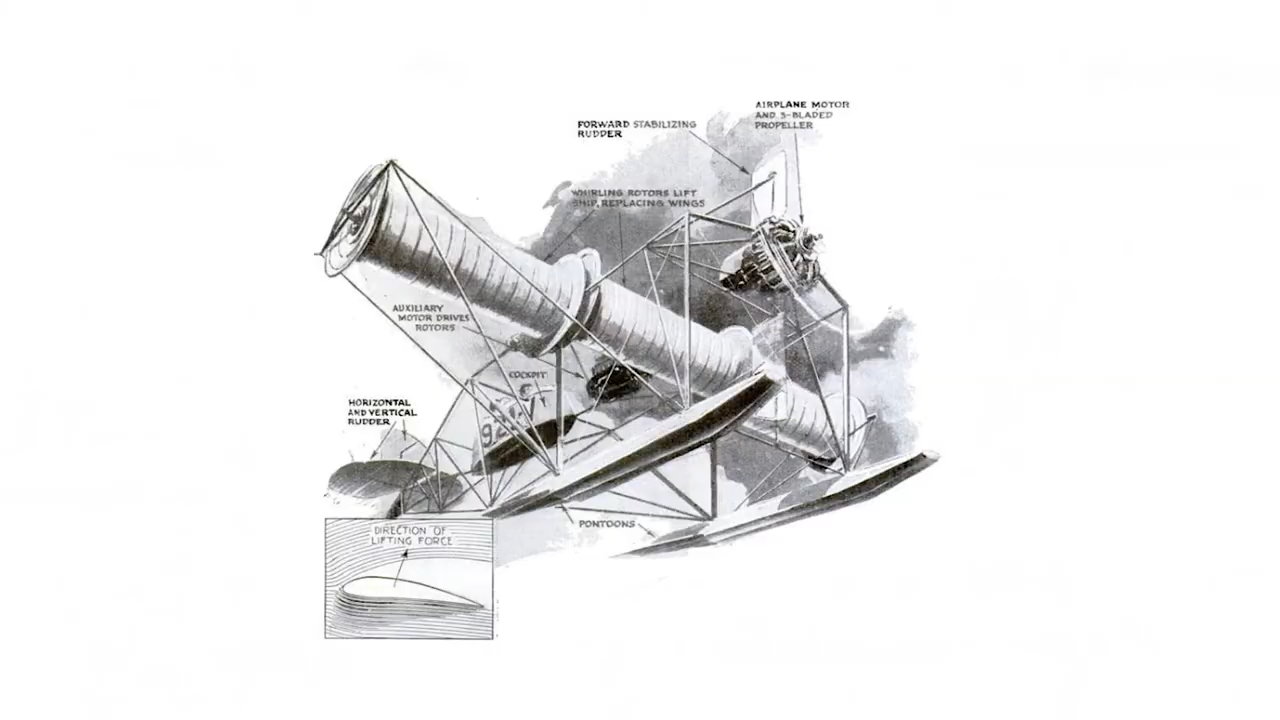 AIRPLANE MOTOR
AND 3-BLADED
PROPELLER
FORWARD STABILIZING
RUDDER
WHIRLING ROTORS LIFT
SHIP, REPLACING WINGS
AUXILIARY
MOTOR DRIVES
ROTORS
COCKPIT
HORIZONTAL
AND VERTICAL
RUDDER
PONTOONS
DIRECTION OF
LIFTING FORCE